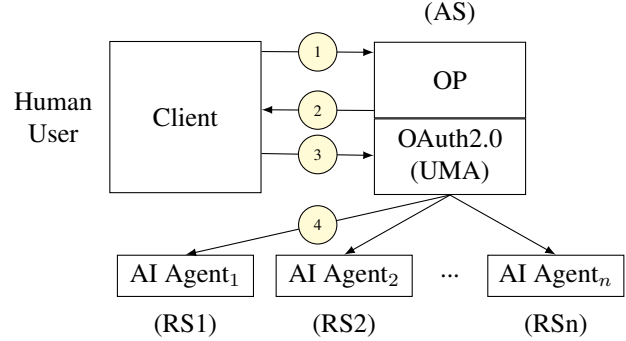 (AS)
1
OP
Human
User
Client
2
3
OAuth2.0
(UMA)
4
AI Agent₁
AI Agent₂
...
AI Agentₙ
(RS1)
(RS2)
(RSn)